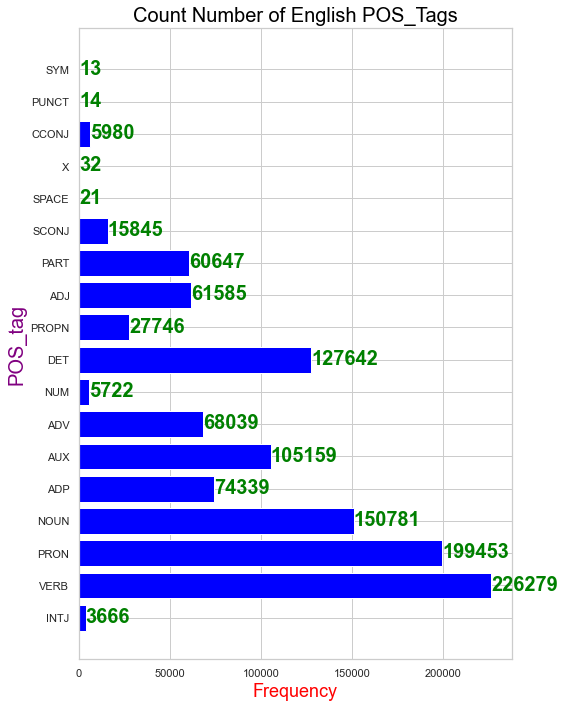 Count Number of English POS_Tags
SYM 13
PUNCT 14
CCONJ 5980
X 32
SPACE 21
SCONJ 15845
PART 60647
ADJ 61585
PROPN 27746
DET 127642
NUM 5722
ADV 68039
AUX 105159
ADP 74339
NOUN 150781
PRON 199453
VERB 226279
INTJ 3666
POS_tag
0 50000 100000 150000 200000
Frequency